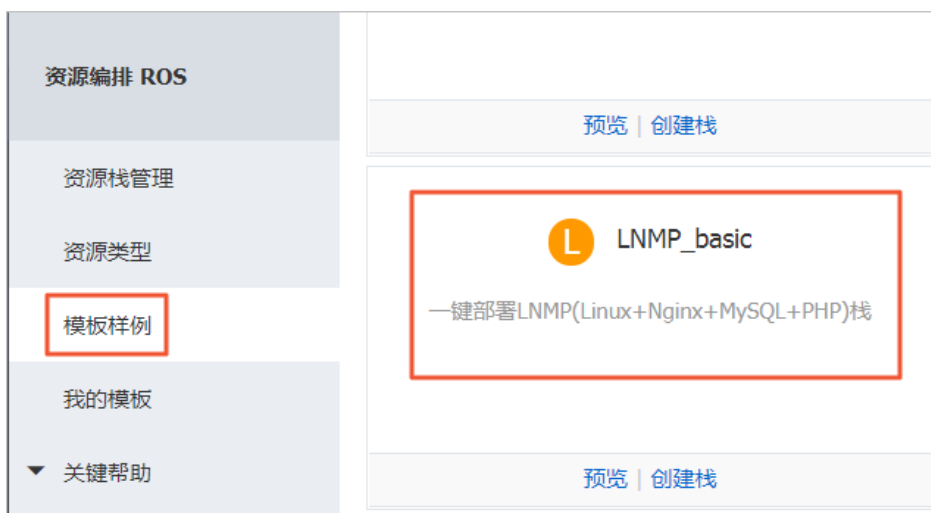 资源编排 ROS
资源栈管理
资源类型
模板样例
我的模板
关键帮助
预览 | 创建栈
L LNMP_basic
一键部署LNMP(Linux+Nginx+MySQL+PHP)栈
预览 | 创建栈